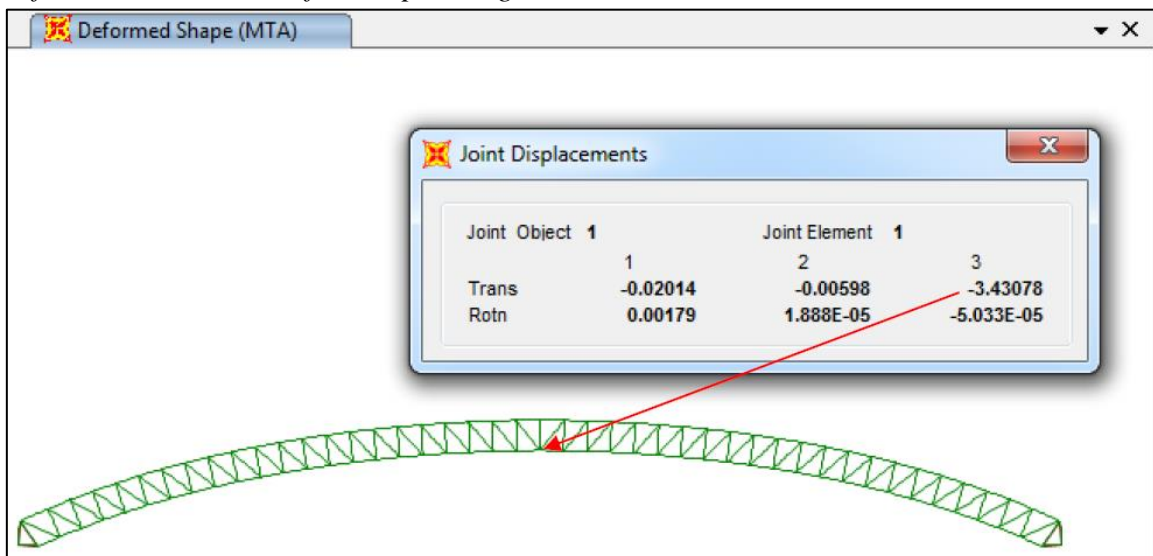 Deformed Shape (MTA)
Joint Displacements
Joint Object 1 Joint Element 1
1 2 3
Trans -0.02014 -0.00598 -3.43078
Rotn 0.00179 1.888E-05 -5.033E-05